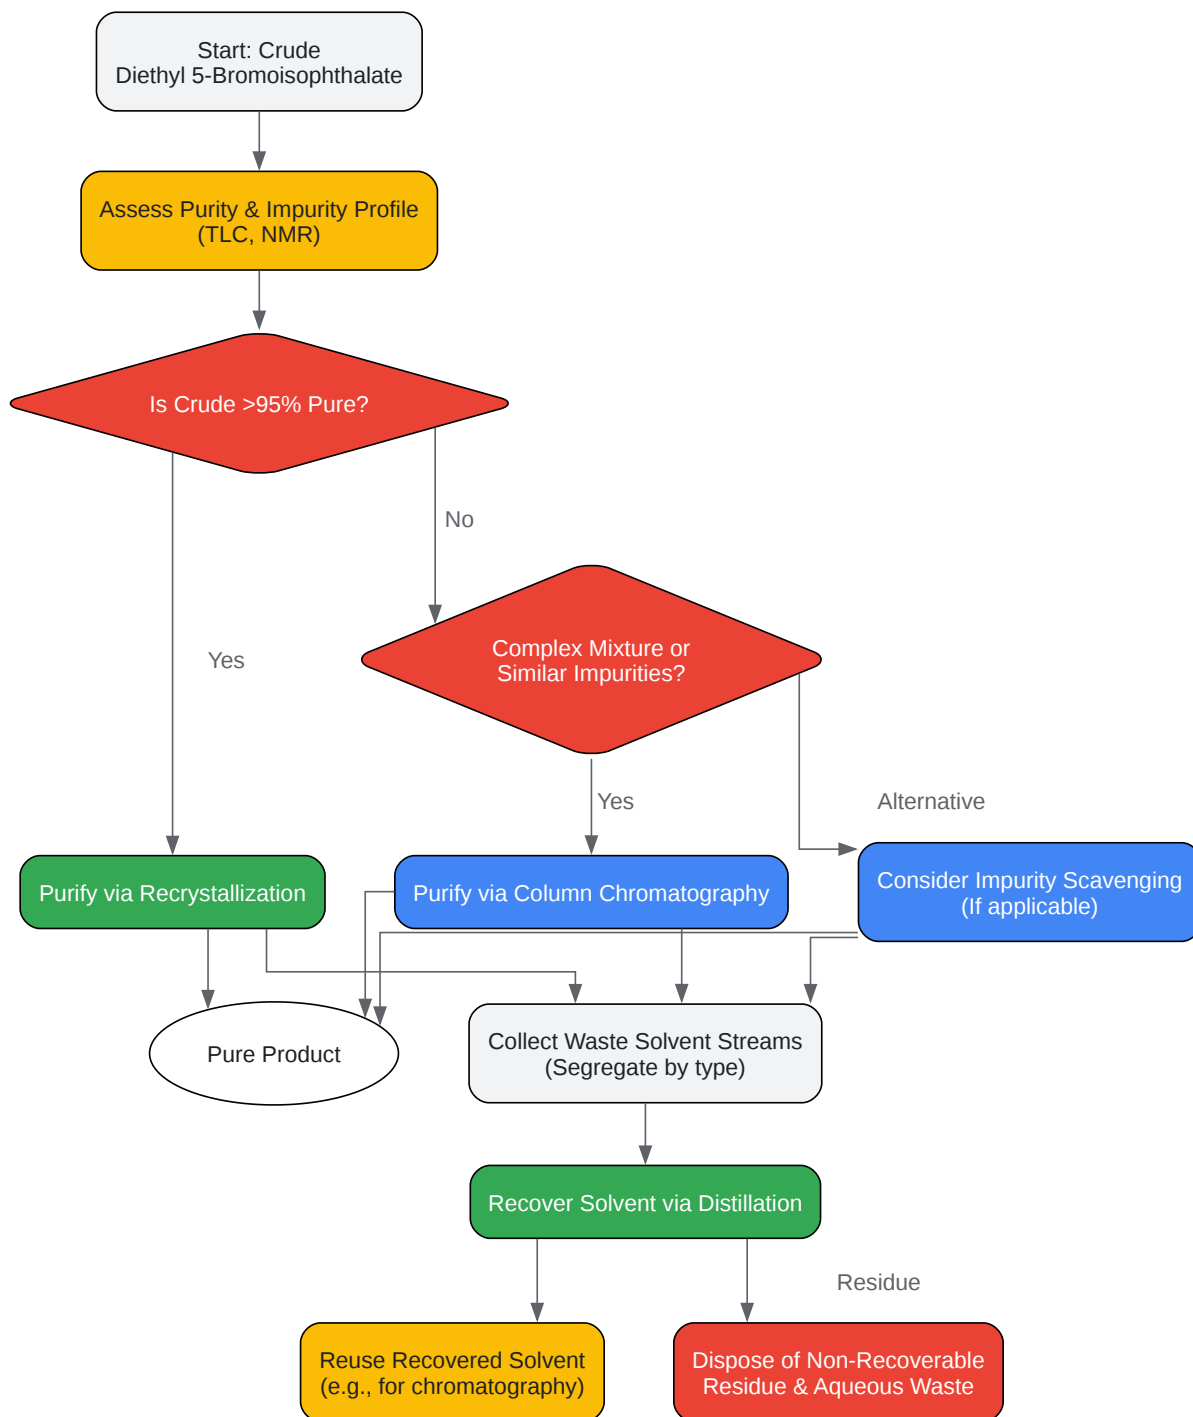 Start: Crude
Diethyl 5-Bromoisophthalate
Assess Purity & Impurity Profile
(TLC, NMR)
Is Crude >95% Pure?
No
Yes
Complex Mixture or
Similar Impurities?
Yes
Alternative
Purify via Recrystallization
Purify via Column Chromatography
Consider Impurity Scavenging
(If applicable)
Pure Product
Collect Waste Solvent Streams
(Segregate by type)
Recover Solvent via Distillation
Residue
Reuse Recovered Solvent
(e.g., for chromatography)
Dispose of Non-Recoverable
Residue & Aqueous Waste